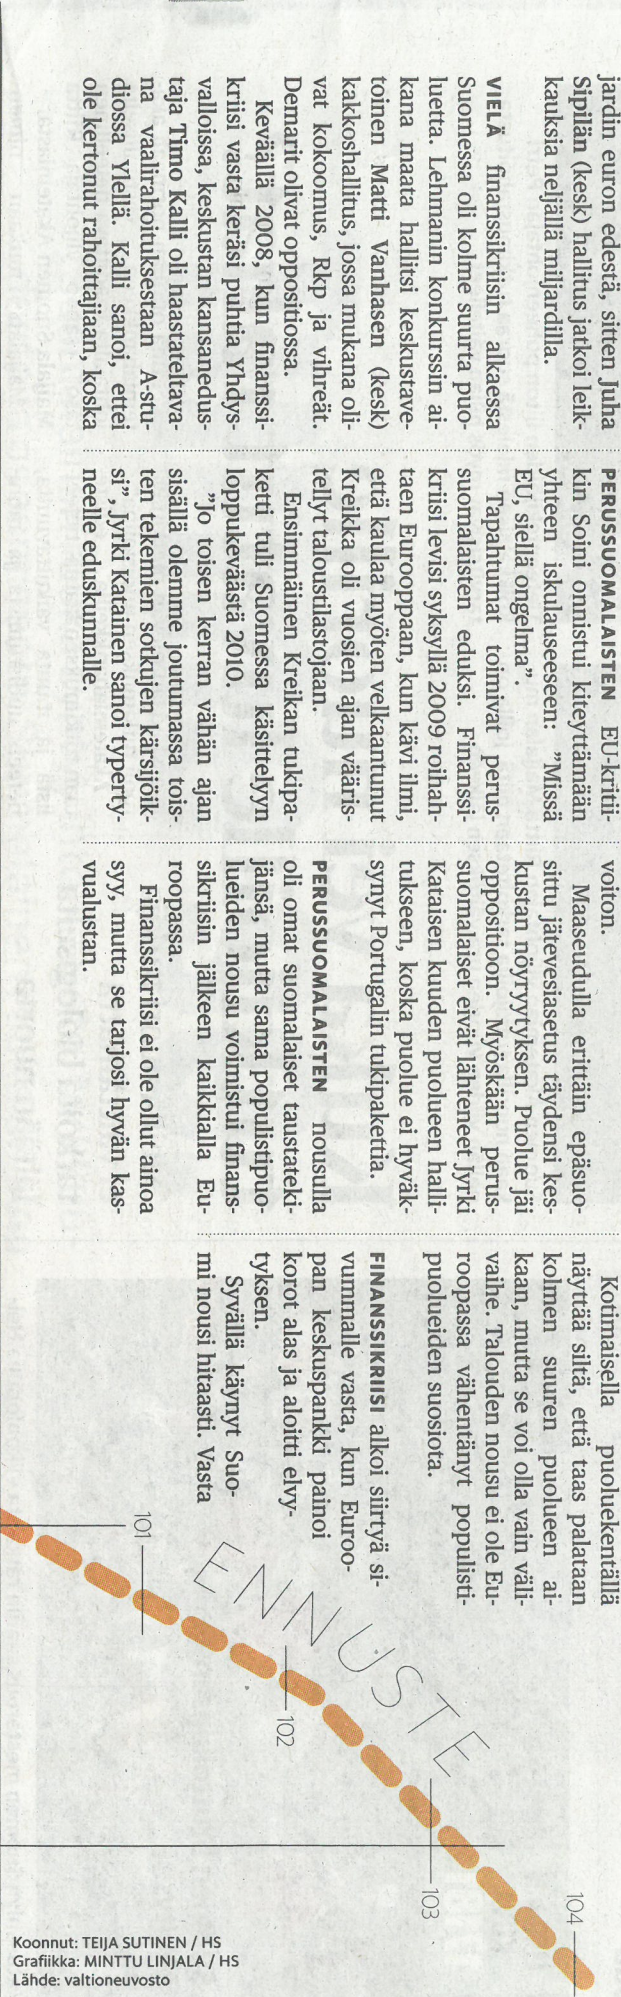 jardin euron edestä, sitten Juha
Sipilän (kesk) hallitus jatkoi leik-
kauksia neljällä miljardilla.
VIELÄ finanssikriisin alkaessa
Suomessa oli kolme suurta puo-
luetta. Lehmanin konkurssin ai-
kana maata hallitsi keskustave-
toinen Matti Vanhasen (kesk)
kakkoshallitus, jossa mukana oli-
vat kokoomus, Rkp ja vihreät.
Demarit olivat oppositiossa.
Keväällä 2008, kun finanssi-
kriisi vasta keräsi puhtia Yhdys-
valloissa, keskustan kansanedus-
taja Timo Kalli oli haastateltava-
na vaalirahoituksestaan A-stu-
diossa Ylellä. Kalli sanoi, ettei
ole kertonut rahoittajiaan, koska
PERUSSUOMALAISTEN EU-kritii-
kin Soini onnistui kiteyttämään
yhteen iskulauseeseen: ”Missä
EU, siellä ongelma”.
Tapahtumat toimivat perus-
suomalaisten eduksi. Finanssi-
kriisi levisi syksyllä 2009 roihah-
taen Eurooppaan, kun kävi ilmi,
että kaulaa myöten velkaantunut
Kreikka oli vuosien ajan vääris-
tellyt taloustilastojaan.
Ensimmäinen Kreikan tukipa-
ketti tuli Suomessa käsittelyyn
loppukeväästä 2010.
”Jo toisen kerran vähän ajan
sisällä olemme joutumassa tois-
ten tekemien sotkujen kärsijöik-
si”, Jyrki Katainen sanoi typerty-
neelle eduskunnalle.
voiton.
Maaseudulla erittäin epäsuo-
sittu jätevesiasetus täydensi kes-
kustan nöyryytyksen. Puolue jäi
oppositioon. Myöskään perus-
suomalaiset eivät lähteneet Jyrki
Kataisen kuuden puolueen halli-
tukseen, koska puolue ei hyväk-
synyt Portugalin tukipakettia.
PERUSSUOMALAISTEN nousulla
oli omat suomalaiset taustateki-
jänsä, mutta sama populistipuo-
lueiden nousu voimistui finans-
sikriisin jälkeen kaikkialla Eu-
roopassa.
Finanssikriisi ei ole ollut ainoa
syy, mutta se tarjosi hyvän kas-
vualustan.
Kotimaisella puoluekentällä
näyttää siltä, että taas palataan
kolmen suuren puolueen ai-
kaan, mutta se voi olla vain väli-
vaihe. Talouden nousu ei ole Eu-
roopassa vähentänyt populisti-
puolueiden suosiota.
FINANSSIKRIISI alkoi siirtyä si-
vummalle vasta, kun Euroo-
pan keskuspankki painoi
korot alas ja aloitti elvy-
tyksen.
Syvällä käynyt Suo-
mi nousi hitaasti. Vasta
ENNUSTE
101
102
103
104
Koonnut: TEIJA SUTINEN / HS
Grafiikka: MINTTU LINJALA / HS
Lähde: valtioneuvosto